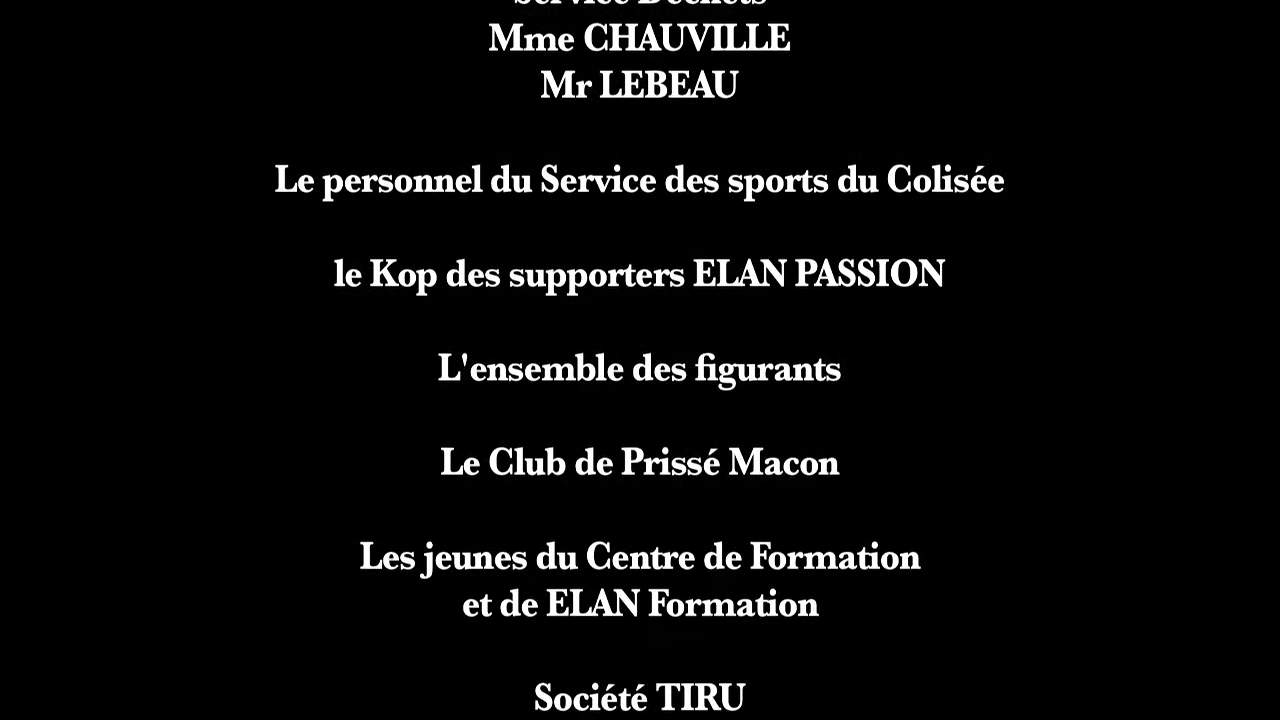 Service Déchets
Mme CHAUVILLE
Mr LEBEAU
Le personnel du Service des sports du Colisée
le Kop des supporters ELAN PASSION
L'ensemble des figurants
Le Club de Prissé Macon
Les jeunes du Centre de Formation
et de ELAN Formation
Société TIRU